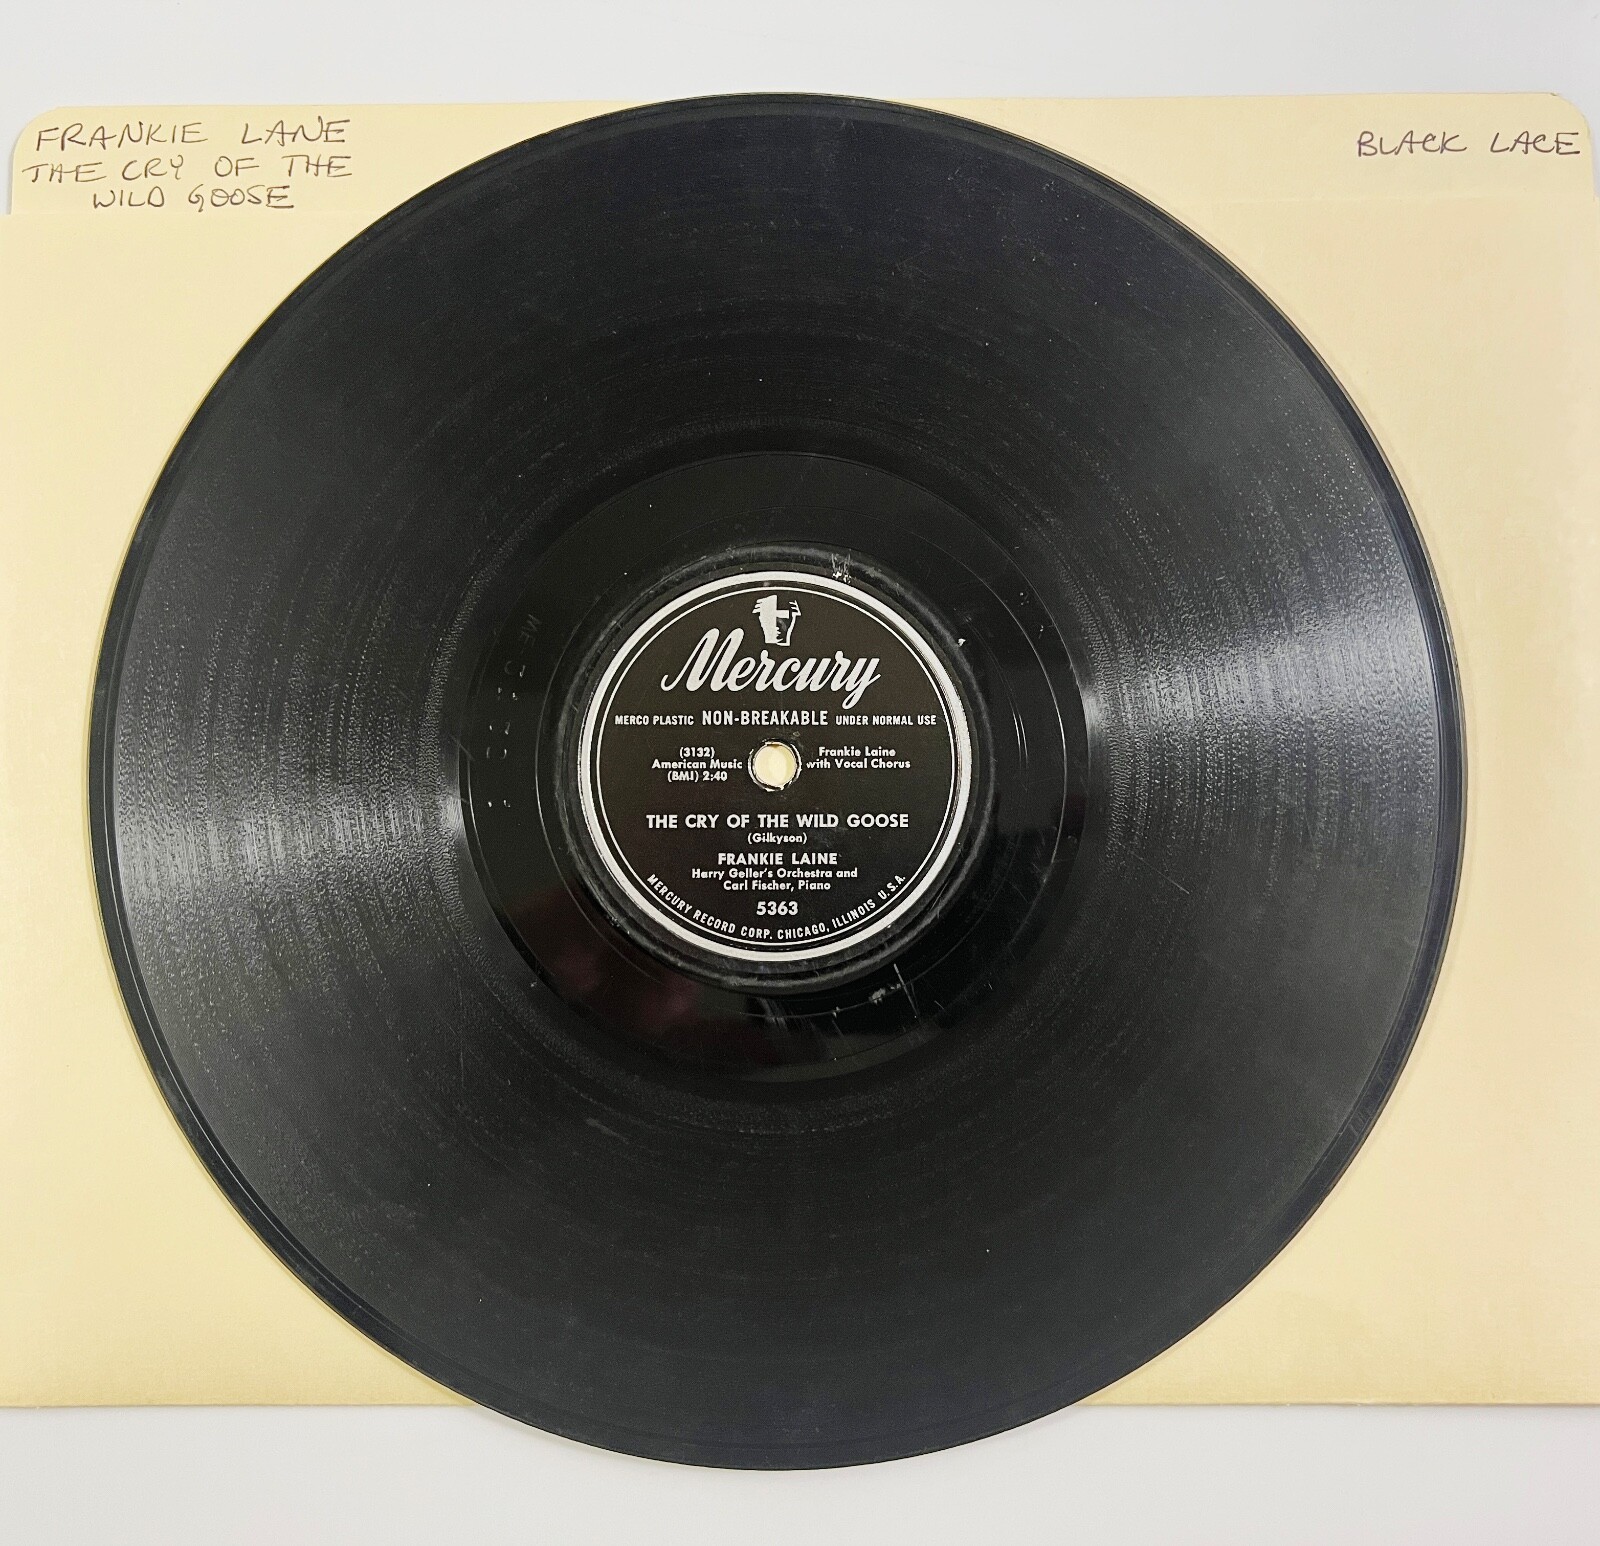 FRANKIE LANE
THE CRY OF THE
WILD GOOSE
BLACK LACE
Mercury
MERCO PLASTIC NON-BREAKABLE UNDER NORMAL USE
(3132)
American Music
(BMI) 2:40
Frankie Laine
with Vocal Chorus
THE CRY OF THE WILD GOOSE
(Gilkyson)
FRANKIE LAINE
Harry Geller's Orchestra and
Carl Fischer, Piano
5363
MERCURY RECORD CORP. CHICAGO, ILLINOIS U.S.A.